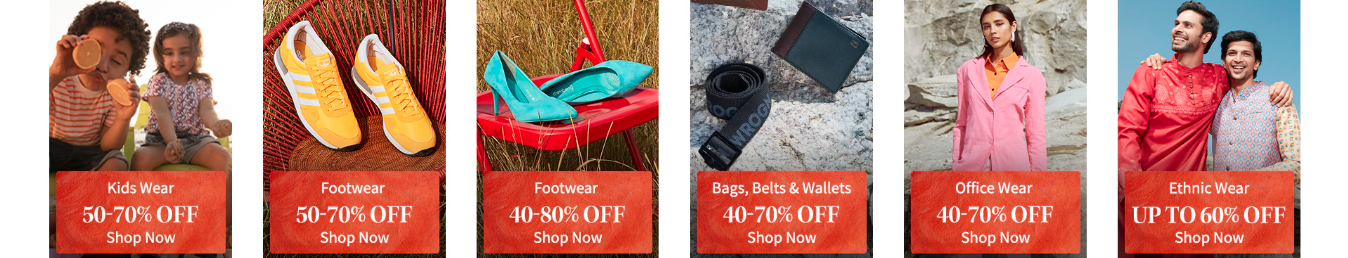 Kids Wear
50-70% OFF
Shop Now
Footwear
50-70% OFF
Shop Now
Footwear
40-80% OFF
Shop Now
Bags, Belts & Wallets
40-70% OFF
Shop Now
Office Wear
40-70% OFF
Shop Now
Ethnic Wear
UP TO 60% OFF
Shop Now